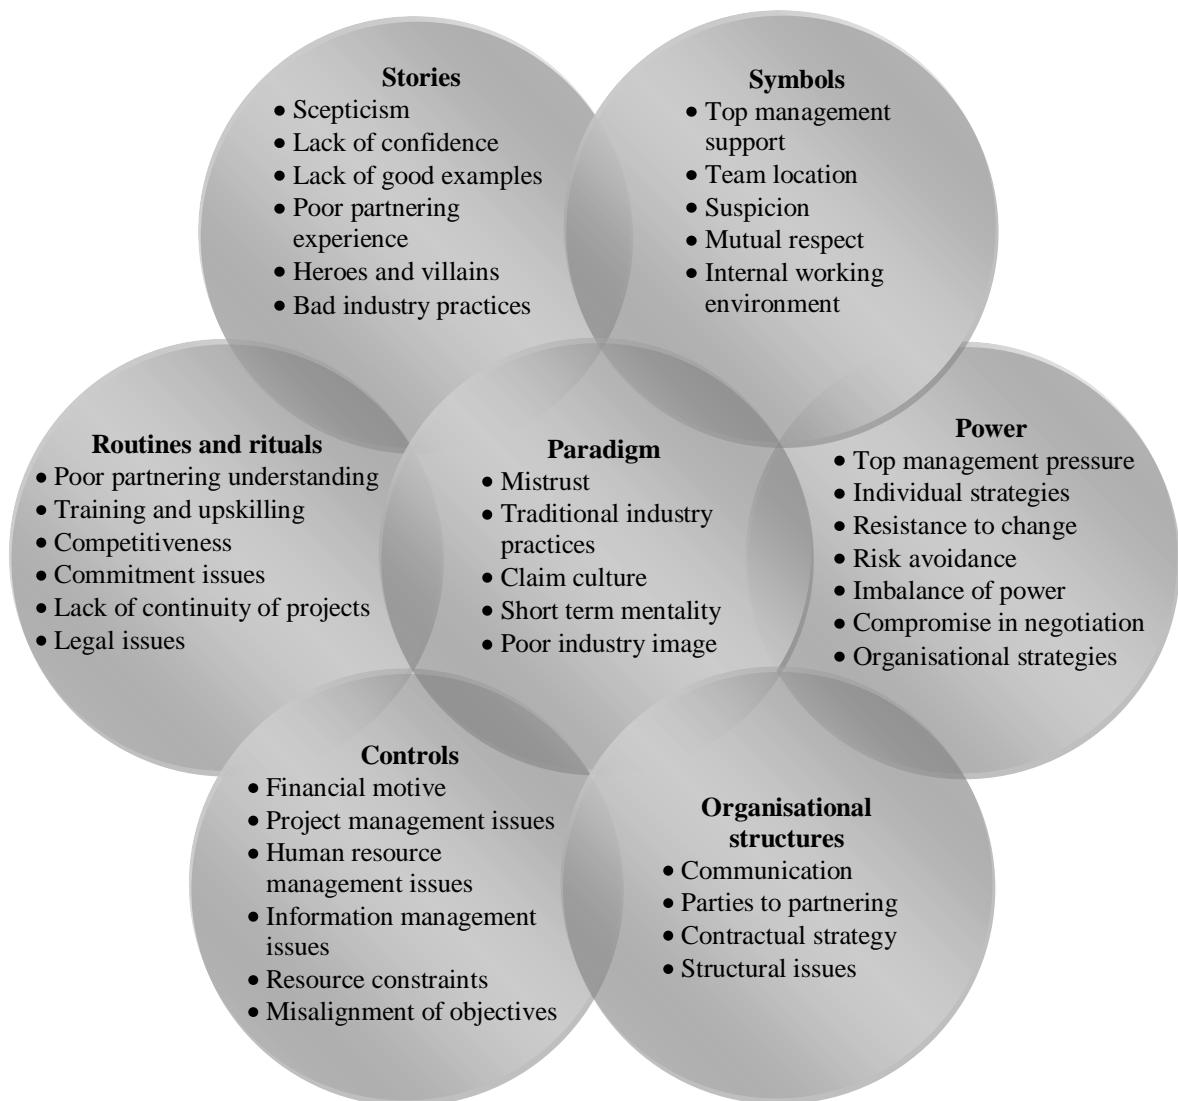 Stories
• Scepticism
• Lack of confidence
• Lack of good examples
• Poor partnering
experience
• Heroes and villains
• Bad industry practices
Symbols
• Top management
support
• Team location
• Suspicion
• Mutual respect
• Internal working
environment
Routines and rituals
• Poor partnering understanding
• Training and upskilling
• Competitiveness
• Commitment issues
• Lack of continuity of projects
• Legal issues
Paradigm
• Mistrust
• Traditional industry
practices
• Claim culture
• Short term mentality
• Poor industry image
Power
• Top management pressure
• Individual strategies
• Resistance to change
• Risk avoidance
• Imbalance of power
• Compromise in negotiation
• Organisational strategies
Controls
• Financial motive
• Project management issues
• Human resource
management issues
• Information management
issues
• Resource constraints
• Misalignment of objectives
Organisational
structures
• Communication
• Parties to partnering
• Contractual strategy
• Structural issues